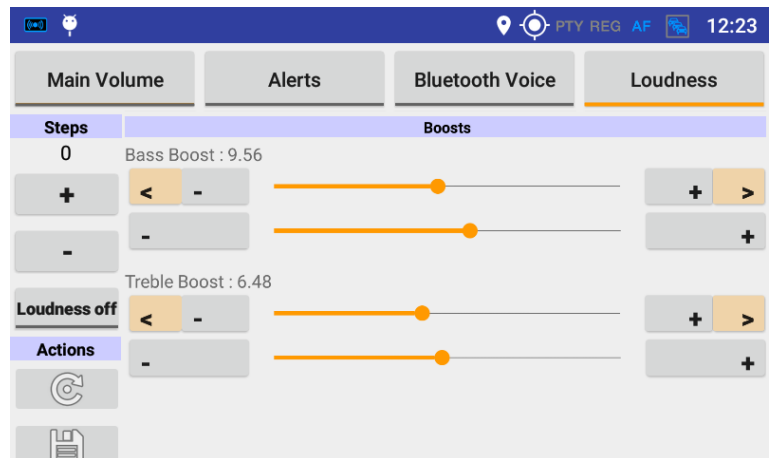 PTY REG AF 12:23
Main Volume Alerts Bluetooth Voice Loudness
Steps Boosts
0
Bass Boost : 9.56
+ < - + >
- - +
Treble Boost : 6.48
Loudness off < - + >
Actions
- +